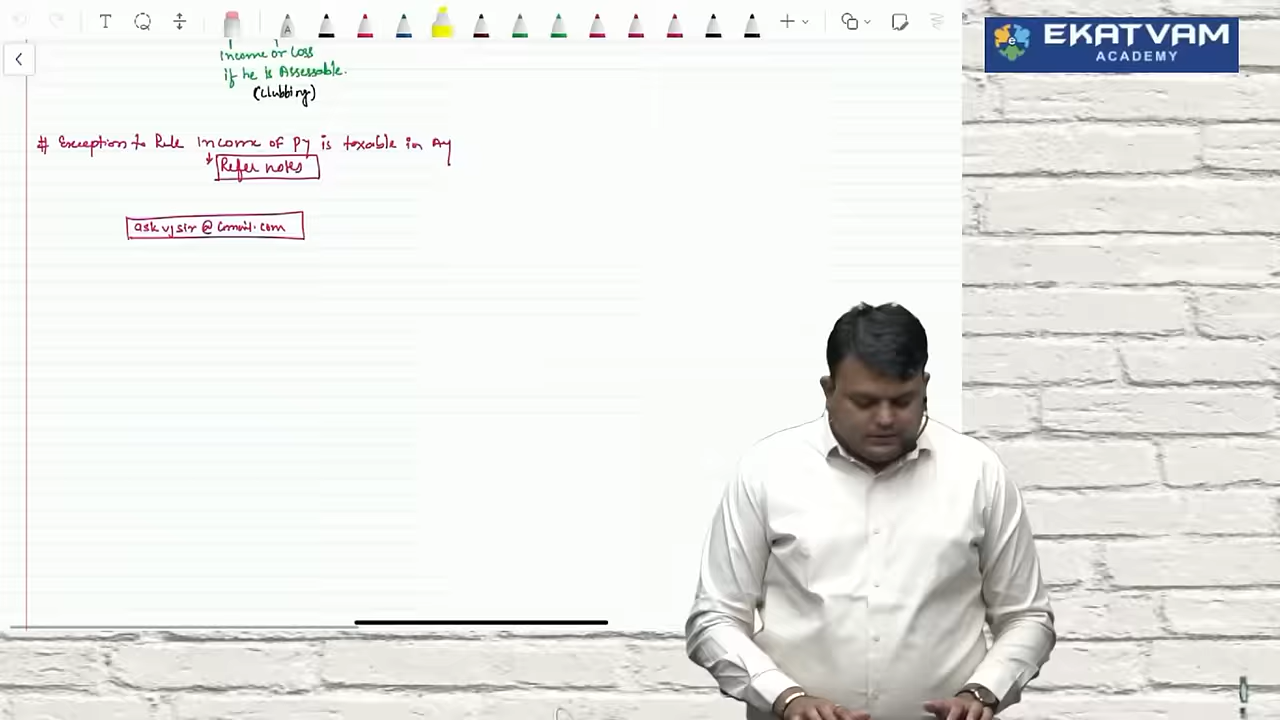 T
A
EKATVAM
ACADEMY
Income or Loss
if he is Assessable.
(Clubbing)
# Exception to Rule Income of Py is taxable in Ay
Refer notes
askvjsir@Gmail.com